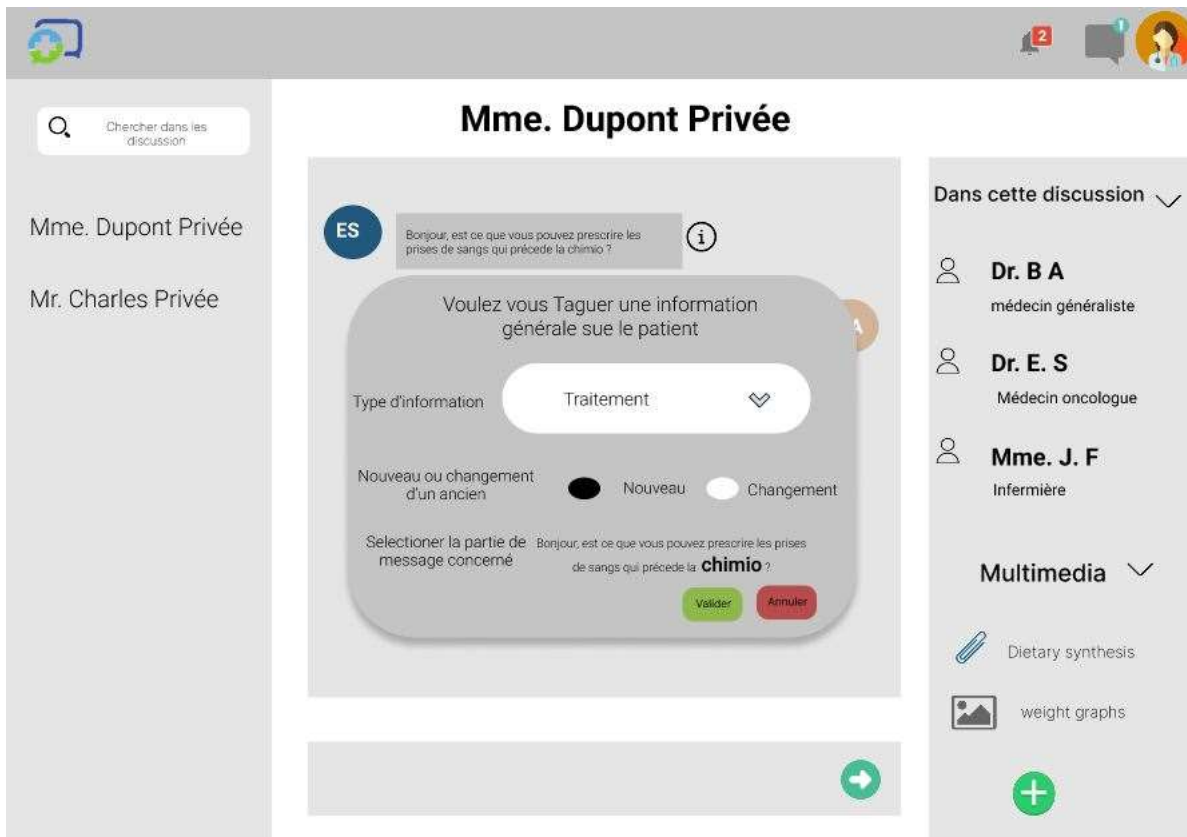 2
1
Chercher dans les
discussion
Mme. Dupont Privée
Mr. Charles Privée
Mme. Dupont Privée
ES
Bonjour, est ce que vous pouvez prescrire les
prises de sangs qui précede la chimio ?
i
A
Voulez vous Taguer une information
générale sue le patient
Type d'information
Traitement
Nouveau ou changement
d'un ancien
Nouveau
Changement
Selectioner la partie de
message concerné
Bonjour, est ce que vous pouvez prescrire les prises
de sangs qui précede la chimio ?
Valider
Annuler
Dans cette discussion
Dr. B A
médecin généraliste
Dr. E. S
Médecin oncologue
Mme. J. F
Infermière
Multimedia
Dietary synthesis
weight graphs